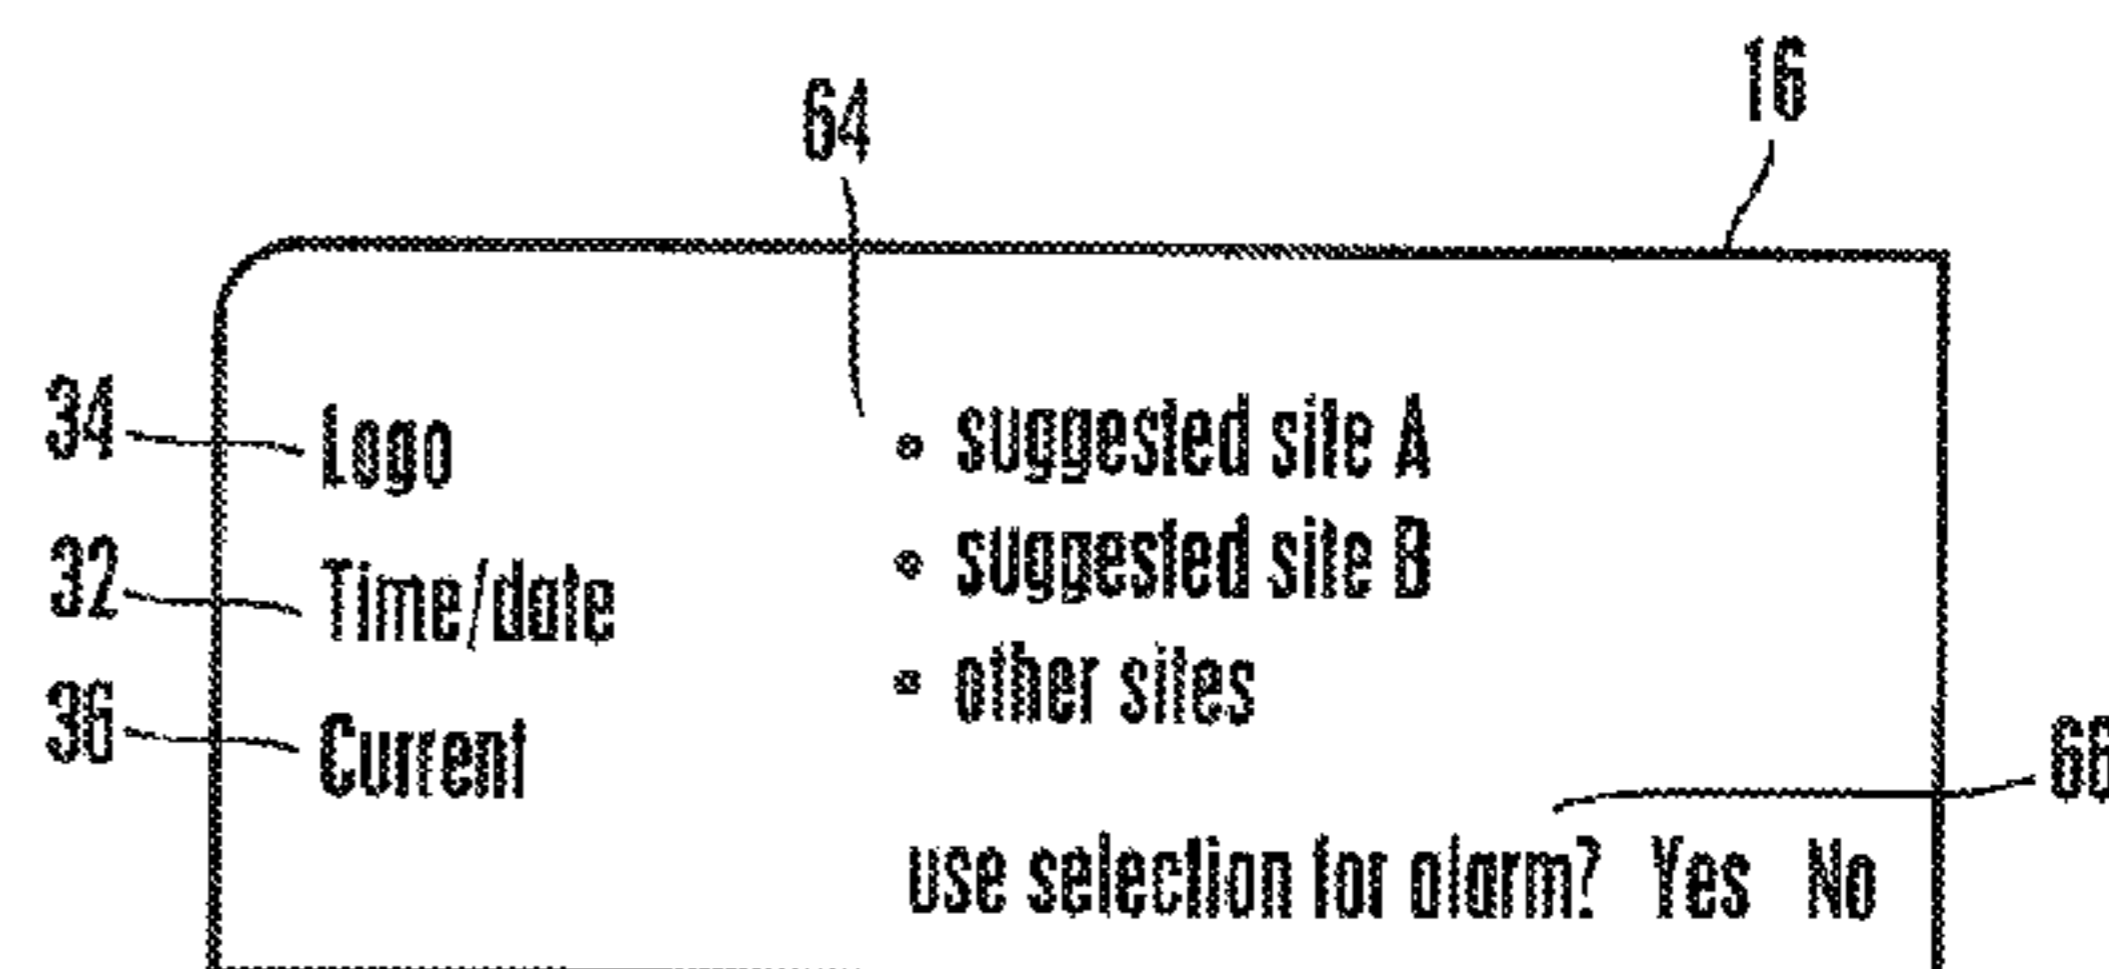 16
64
34 Logo
• suggested site A
32 Time/date
• suggested site B
36 Current
• other sites
66
use selection for alarm? Yes No